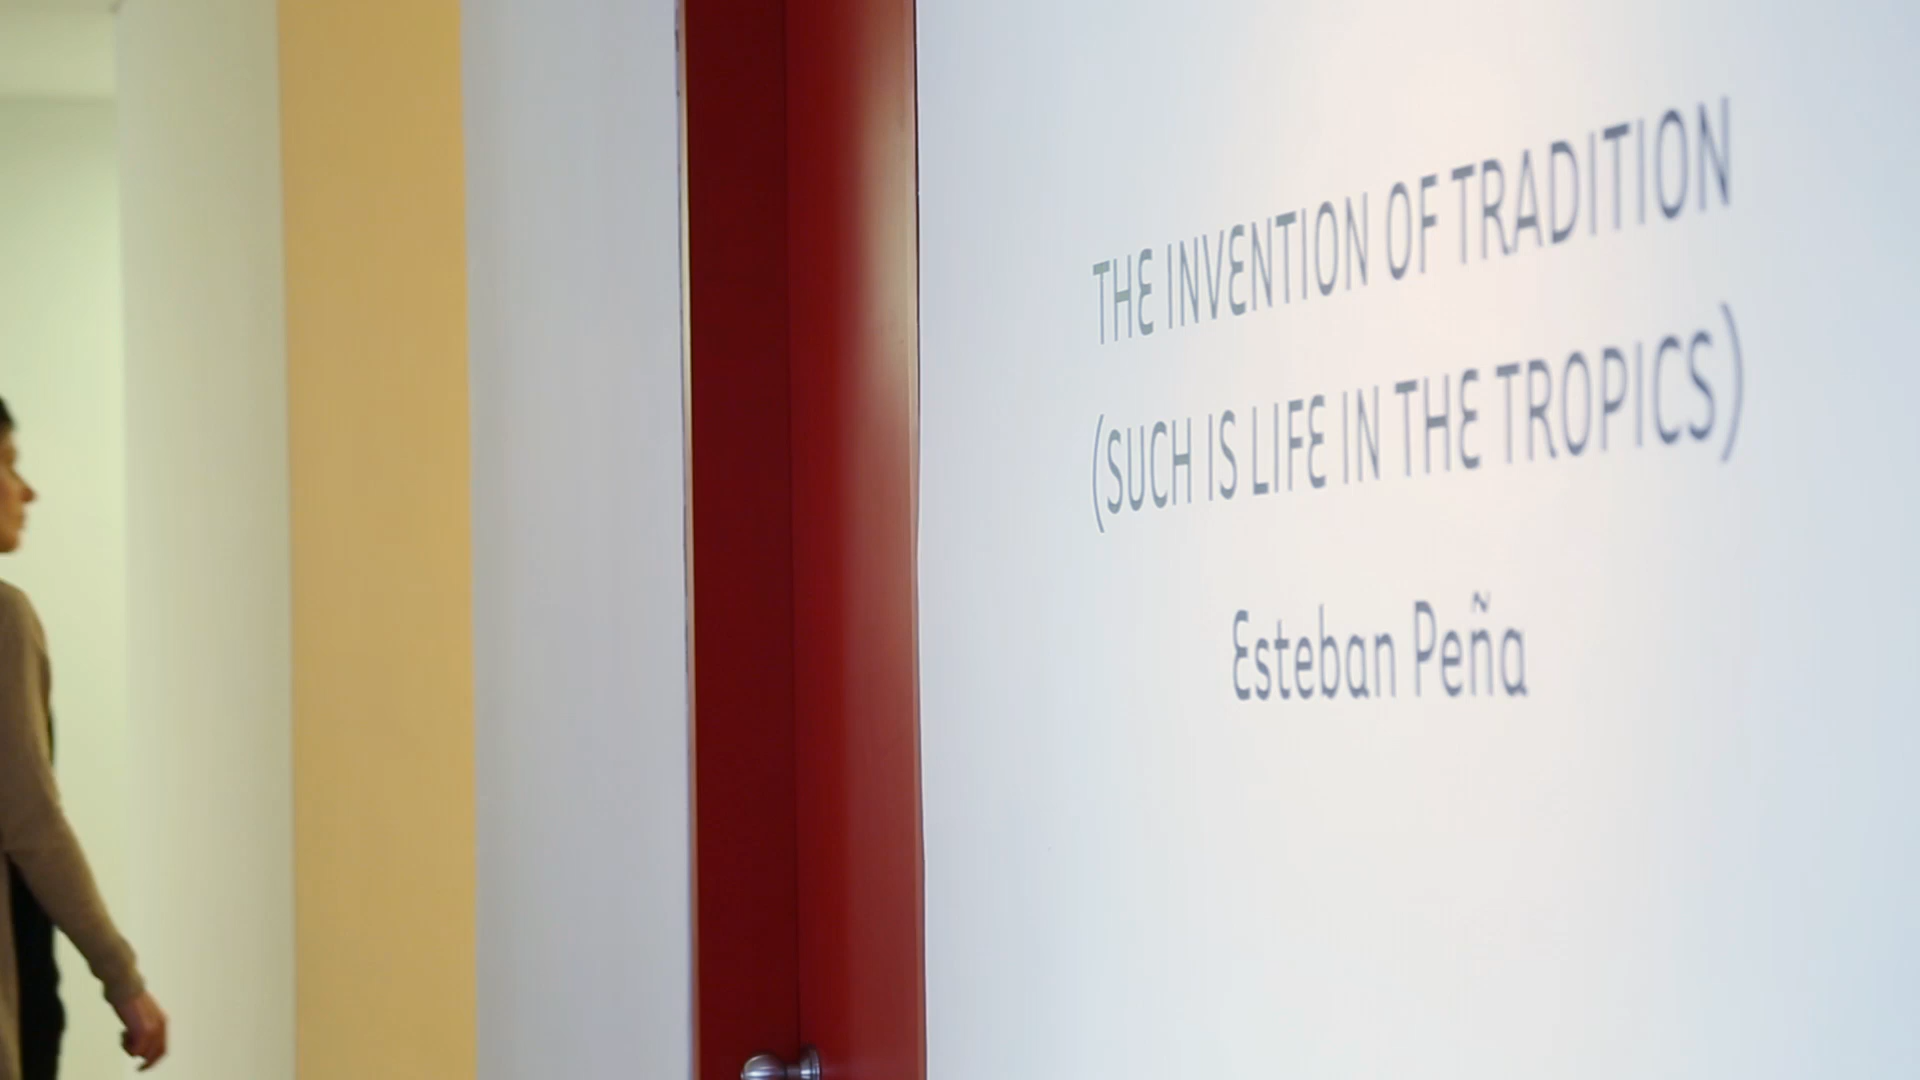 THE INVENTION OF TRADITION
(SUCH IS LIFE IN THE TROPICS)
Esteban Peña